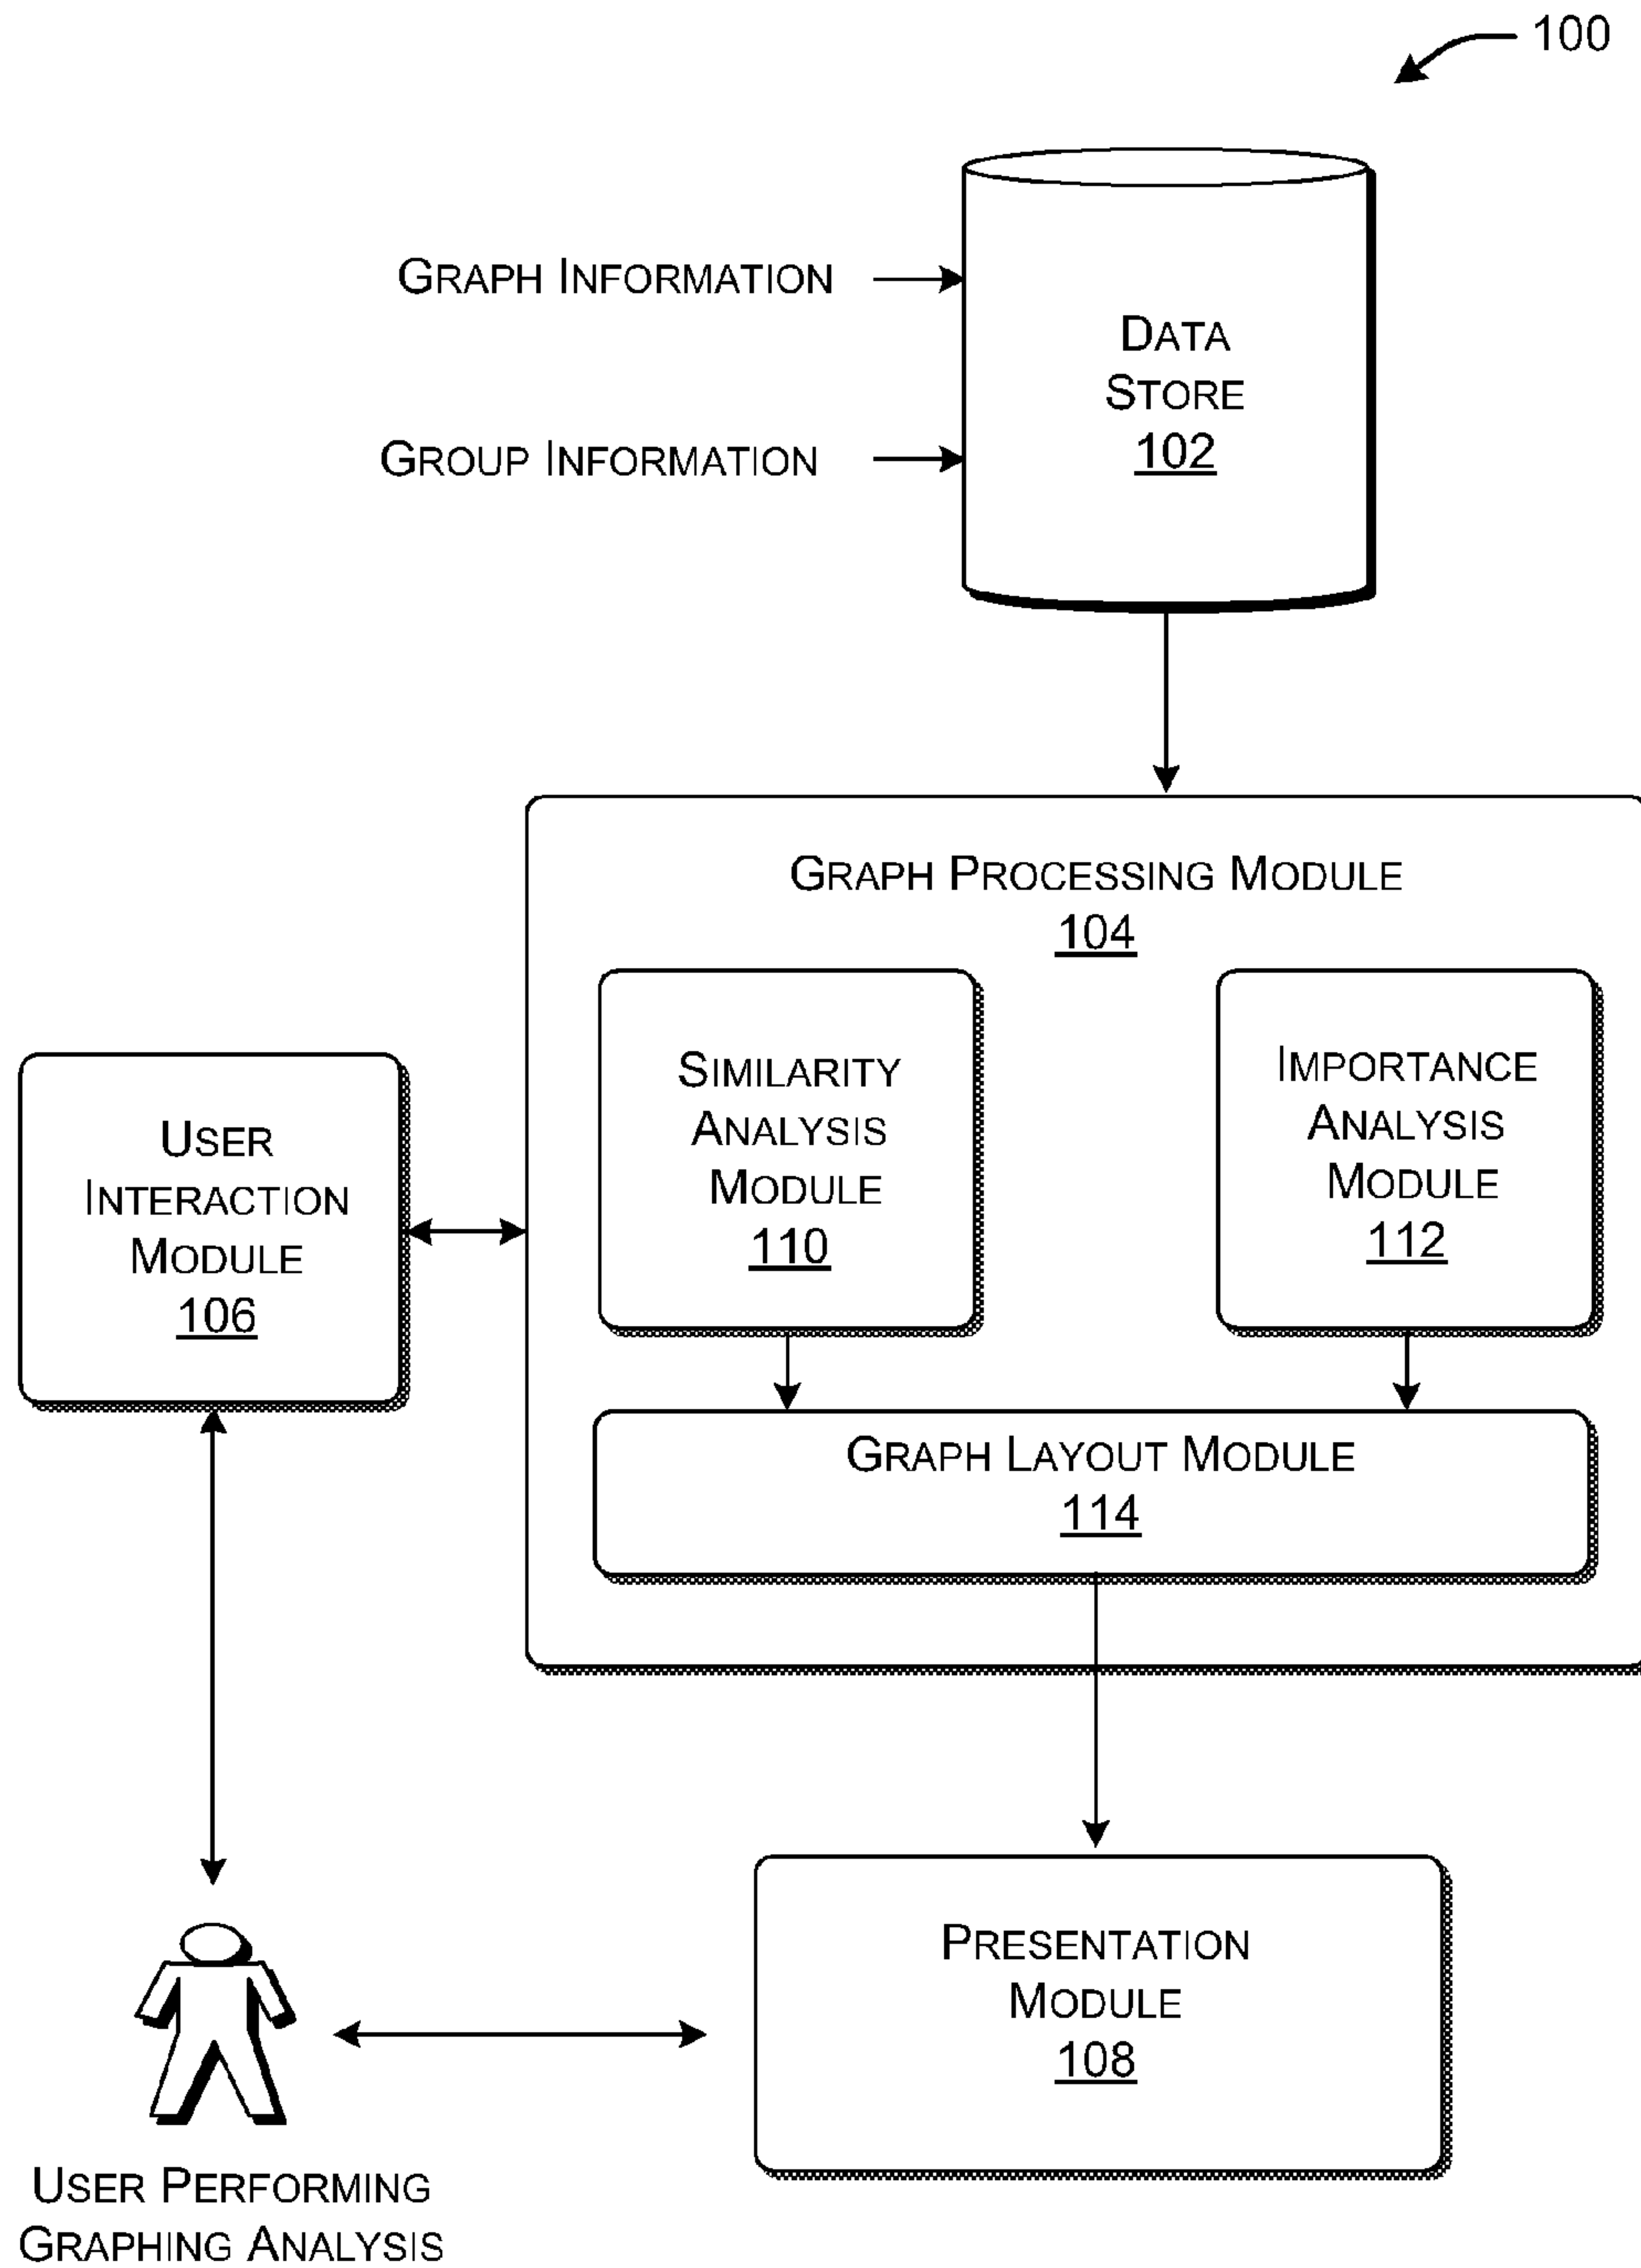 100
GRAPH INFORMATION
DATA
STORE
102
GROUP INFORMATION
GRAPH PROCESSING MODULE
104
SIMILARITY
ANALYSIS
MODULE
110
IMPORTANCE
ANALYSIS
MODULE
112
USER
INTERACTION
MODULE
106
GRAPH LAYOUT MODULE
114
PRESENTATION
MODULE
108
USER PERFORMING
GRAPHING ANALYSIS